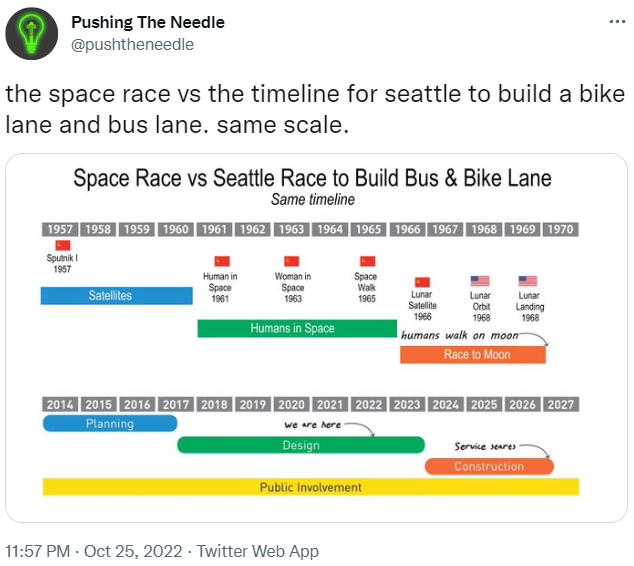 Pushing The Needle
@pushtheneedle
the space race vs the timeline for seattle to build a bike
lane and bus lane. same scale.
Space Race vs Seattle Race to Build Bus & Bike Lane
Same timeline
1957 1958 1959 1960 1961 1962 1963 1964 1965 1966 1967 1968 1969 1970
Sputnik I
1957
Human in
Space
1961
Woman in
Space
1963
Space
Walk
1965
Lunar
Satellite
1966
Lunar
Orbit
1968
Lunar
Landing
1968
Satellites
Humans in Space
humans walk on moon
Race to Moon
2014 2015 2016 2017 2018 2019 2020 2021 2022 2023 2024 2025 2026 2027
Planning
we are here
Design
Service seares
Construction
Public Involvement
11:57 PM · Oct 25, 2022 · Twitter Web App